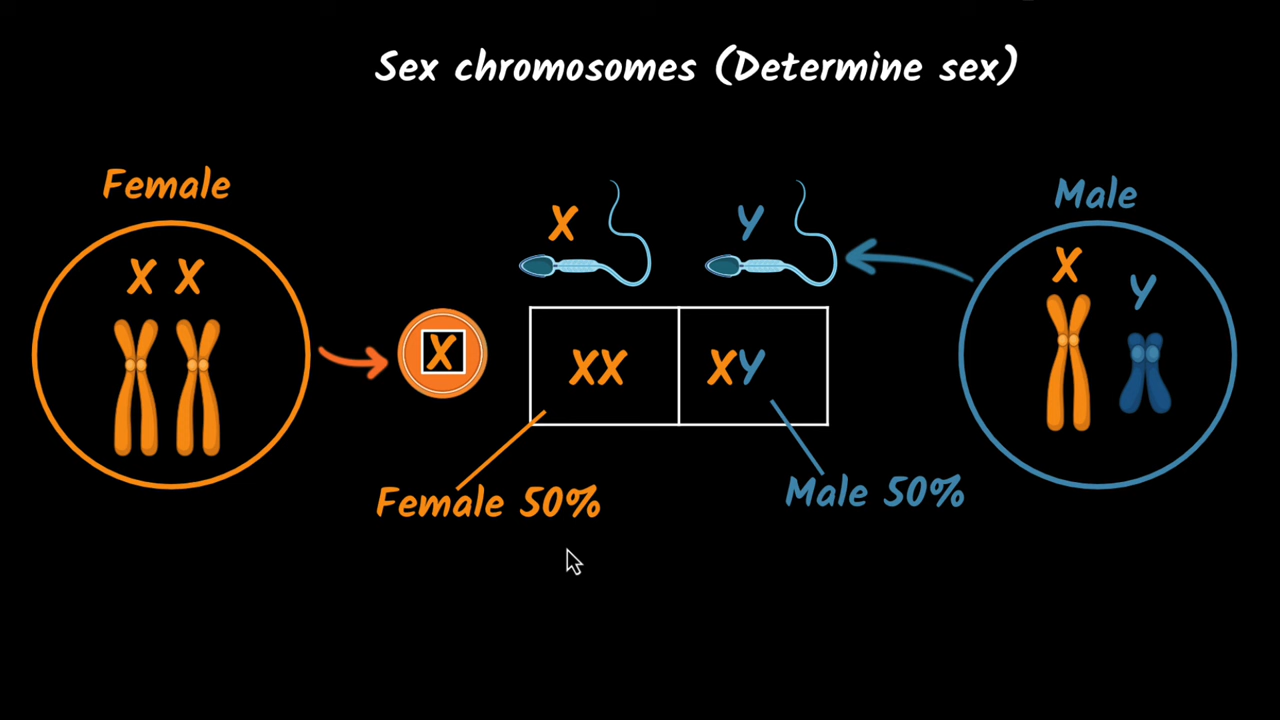 Sex chromosomes (Determine sex)
Female
Male
X X
X
Y
X
Y
X
XX
XY
Female 50%
Male 50%